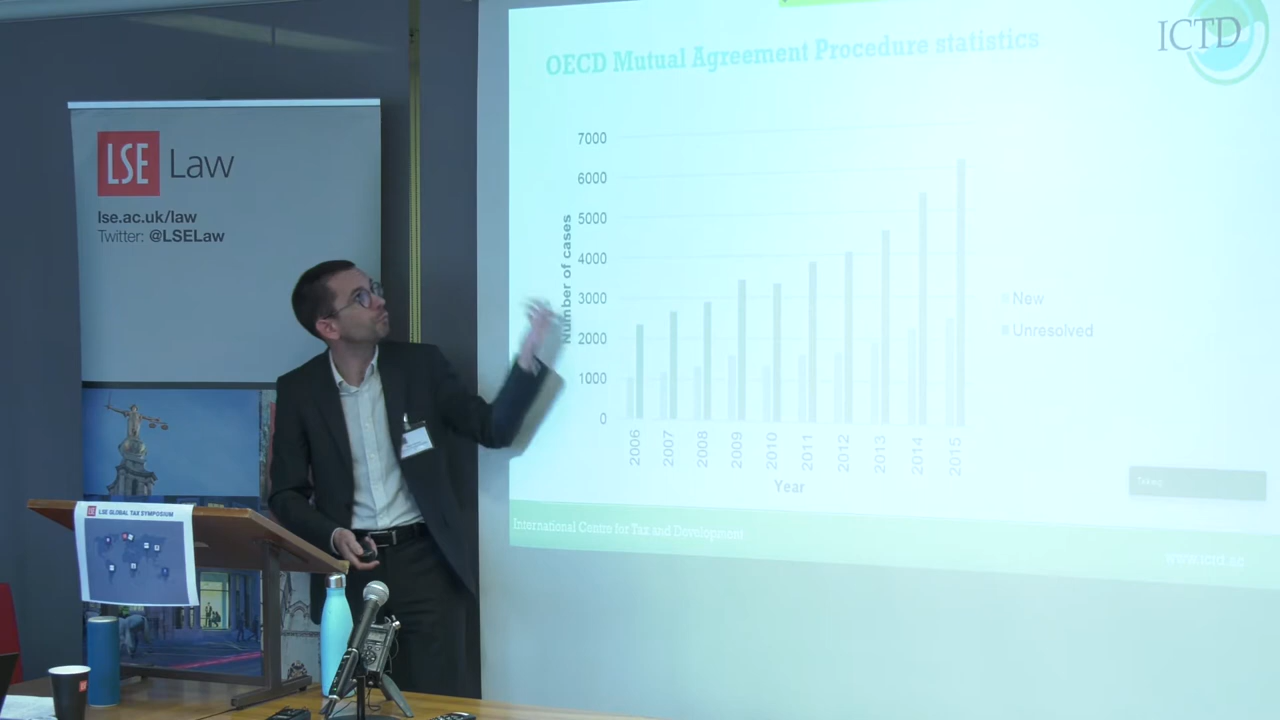 LSE Law
lse.ac.uk/law
Twitter: @LSELaw
LSE LSE GLOBAL TAX SYMPOSIUM
ICTD
OECD Mutual Agreement Procedure statistics
7000
6000
5000
4000
3000
2000
1000
0
Number of cases
2006 2007 2008 2009 2010 2011 2012 2013 2014 2015
Year
New
Unresolved
International Centre for Tax and Development
www.ictd.ac